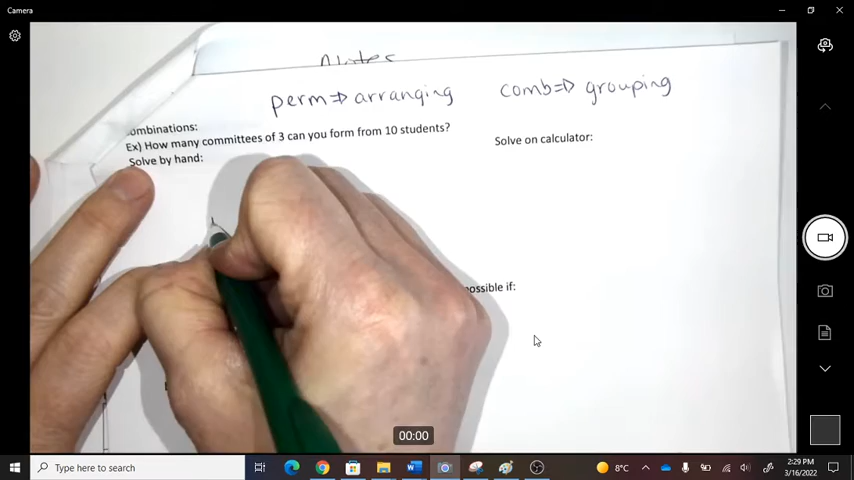 Camera
perm⇒ arranging comb⇒ grouping
ombinations:
Ex) How many committees of 3 can you form from 10 students?
Solve by hand:
Solve on calculator:
possible if:
00:00
Type here to search
8°C
2:29 PM
3/16/2022